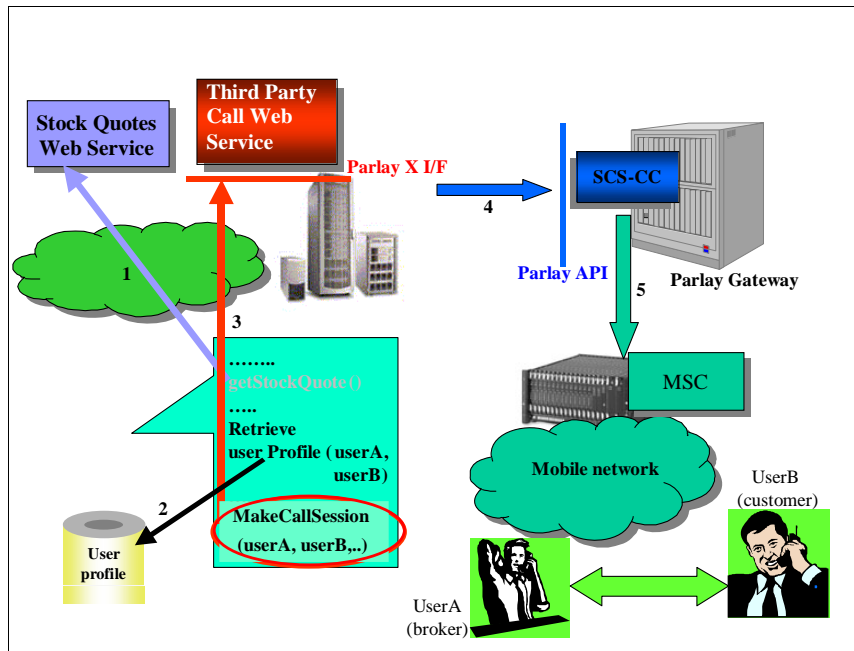 Stock Quotes
Web Service
Third Party
Call Web
Service
Parlay X I/F
4
SCS-CC
Parlay API
Parlay Gateway
1
3
5
……..
getStockQuote()
…..
Retrieve
user Profile (userA,
userB)
2
MakeCallSession
(userA, userB,..)
User
profile
MSC
Mobile network
UserB
(customer)
UserA
(broker)